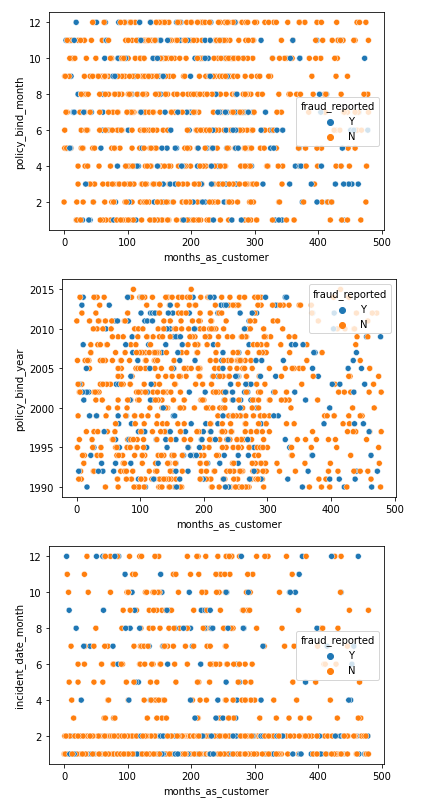 12
10
8
6
4
2
policy_bind_month
fraud_reported
Y
N
0
100
200
300
400
500
months_as_customer
2015
2010
2005
2000
1995
1990
policy_bind_year
fraud_reported
Y
N
0
100
200
300
400
500
months_as_customer
12
10
8
6
4
2
incident_date_month
fraud_reported
Y
N
0
100
200
300
400
500
months_as_customer